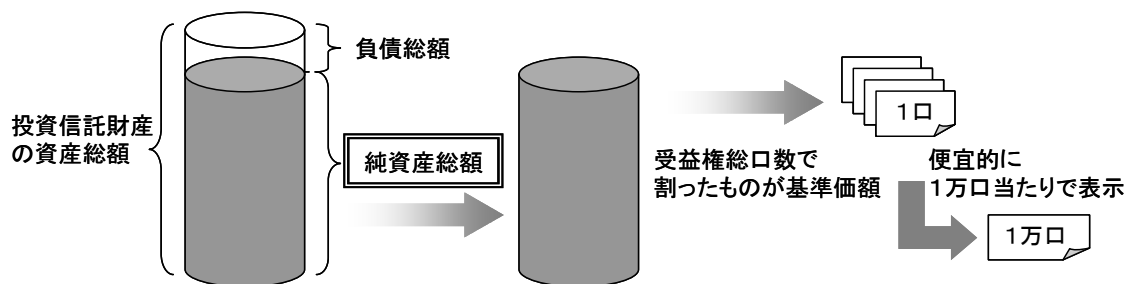 負債総額
投資信託財産
の資産総額
純資産総額
受益権総口数で
割ったものが基準価額
1口
便宜的に
1万口当たりで表示
1万口